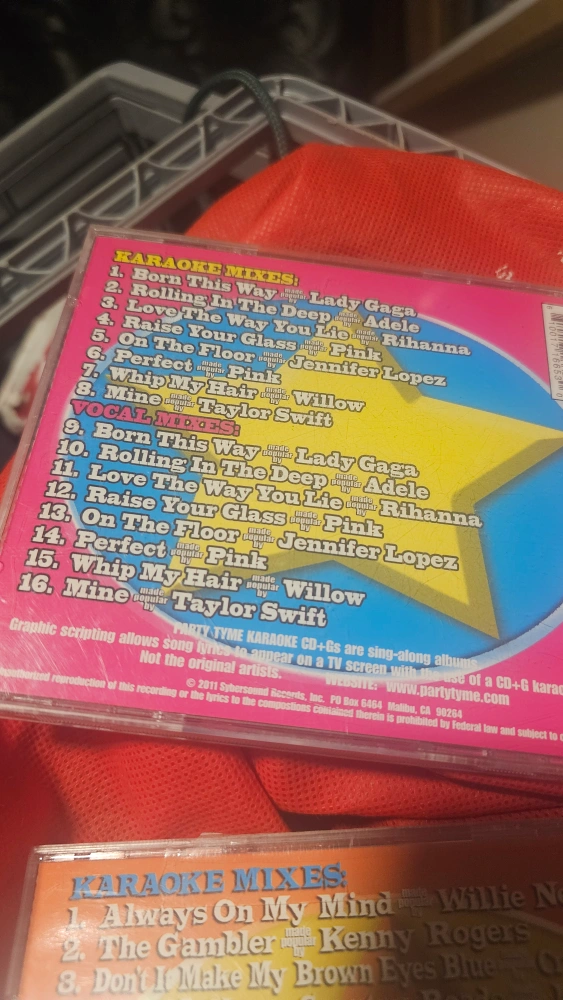 KARAOKE MIXES:
1. Born This Way made popular by Lady Gaga
2. Rolling In The Deep made popular by Adele
3. Love The Way You Lie made popular by Rihanna
4. Raise Your Glass made popular by Pink
5. On The Floor made popular by Jennifer Lopez
6. Perfect made popular by Pink
7. Whip My Hair made popular by Willow
8. Mine made popular by Taylor Swift
VOCAL MIXES:
9. Born This Way made popular by Lady Gaga
10. Rolling In The Deep made popular by Adele
11. Love The Way You Lie made popular by Rihanna
12. Raise Your Glass made popular by Pink
13. On The Floor made popular by Jennifer Lopez
14. Perfect made popular by Pink
15. Whip My Hair made popular by Willow
16. Mine made popular by Taylor Swift
PARTY TYME KARAOKE CD+Gs are sing-along albums
Graphic scripting allows song lyrics to appear on a TV screen with the use of a CD+G
Not the original artists. WEBSITE: www.partytyme.com
© 2011 Sybersound Records, Inc. PO Box 6464 Malibu, CA 90264
reproduction of this recording or the lyrics to the compostions contained therein is prohibited by Federal law and subject to
KARAOKE MIXES:
1. Always On My Mind made popular by Willie
2. The Gambler made popular by Kenny Rogers
3. Don't It Make My Brown Eyes Blue